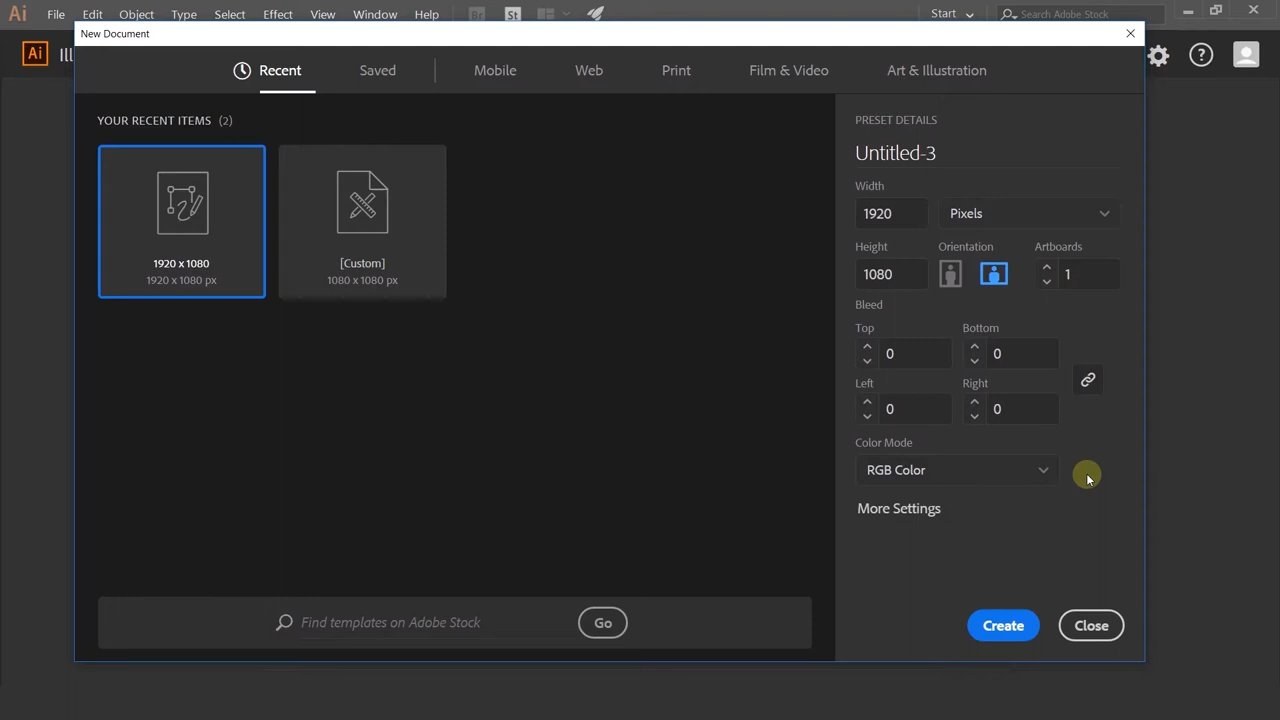 Ai File Edit Object Type Select Effect View Window Help Br St Start Search Adobe Stock
New Document
Ai Ill
Recent Saved Mobile Web Print Film & Video Art & Illustration
YOUR RECENT ITEMS (2)
1920 x 1080
1920 x 1080 px
[Custom]
1080 x 1080 px
PRESET DETAILS
Untitled-3
Width
1920 Pixels
Height Orientation Artboards
1080 1
Bleed
Top Bottom
0 0
Left Right
0 0
Color Mode
RGB Color
More Settings
Find templates on Adobe Stock Go
Create Close